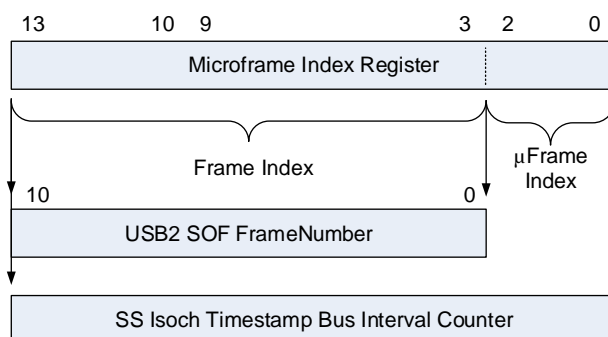 13 10 9 3 2 0
Microframe Index Register
Frame Index
μFrame
Index
10 0
USB2 SOF FrameNumber
SS Isoch Timestamp Bus Interval Counter